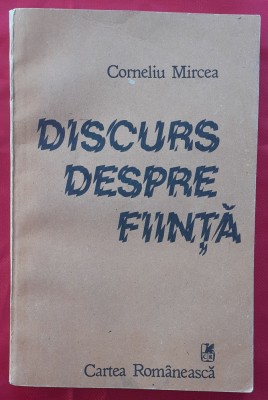 Corneliu Mircea
DISCURS
DESPRE
FIINȚĂ
Cartea Românească